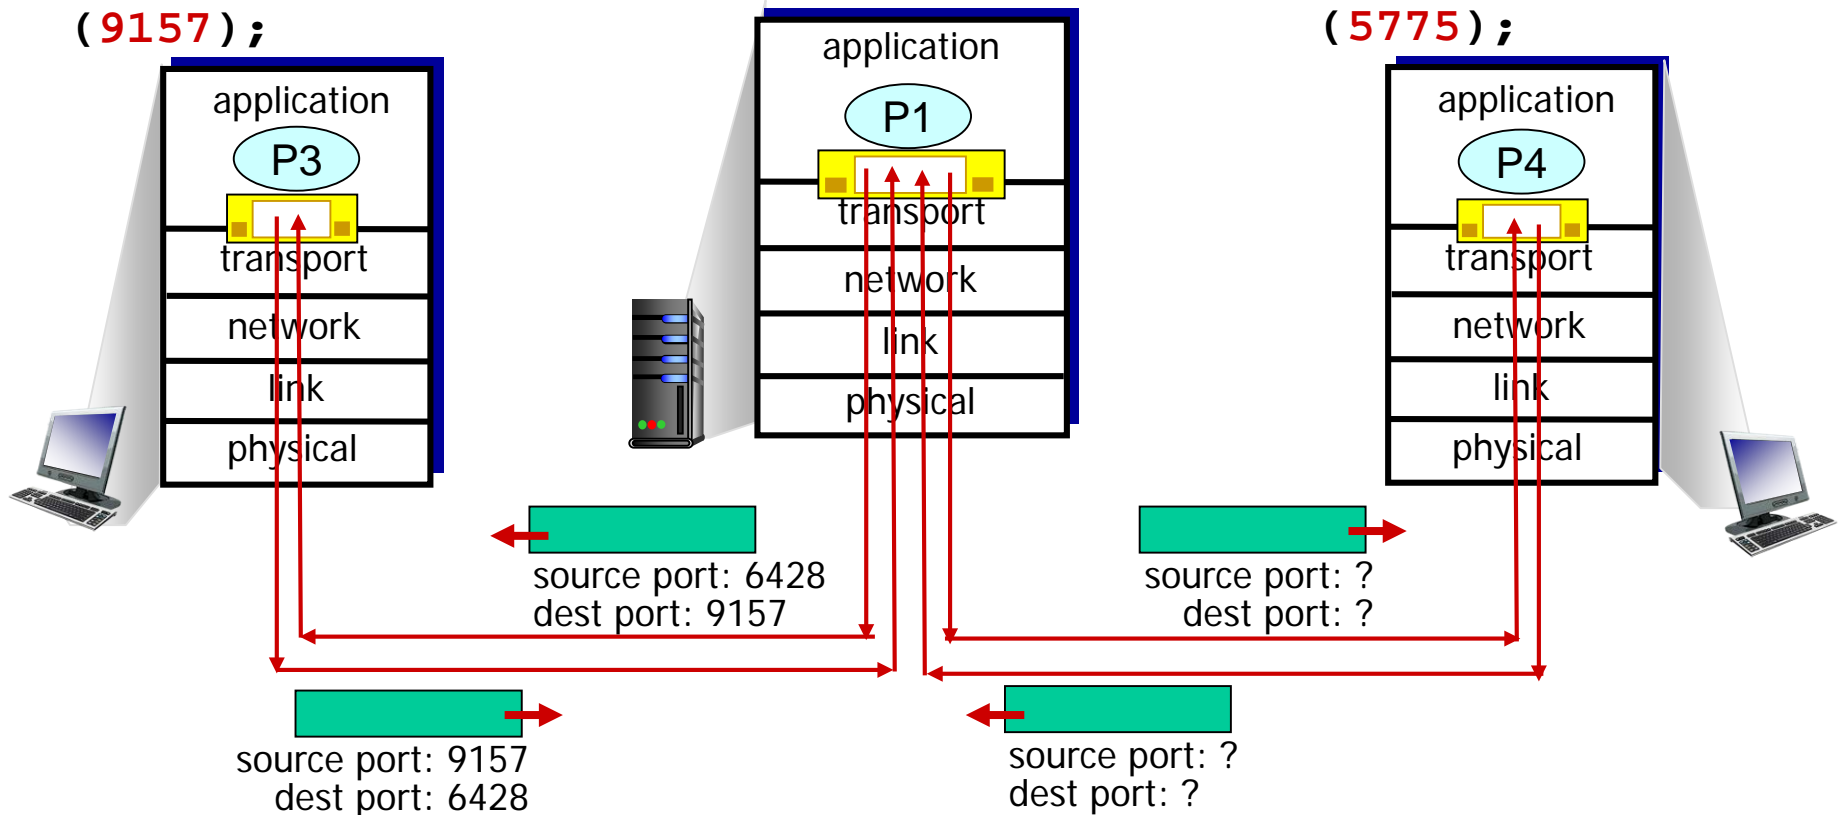 (9157);
application
P3
transport
network
link
physical
application
P1
transport
network
link
physical
(5775);
application
P4
transport
network
link
physical
source port: 6428
dest port: 9157
source port: ?
dest port: ?
source port: 9157
dest port: 6428
source port: ?
dest port: ?